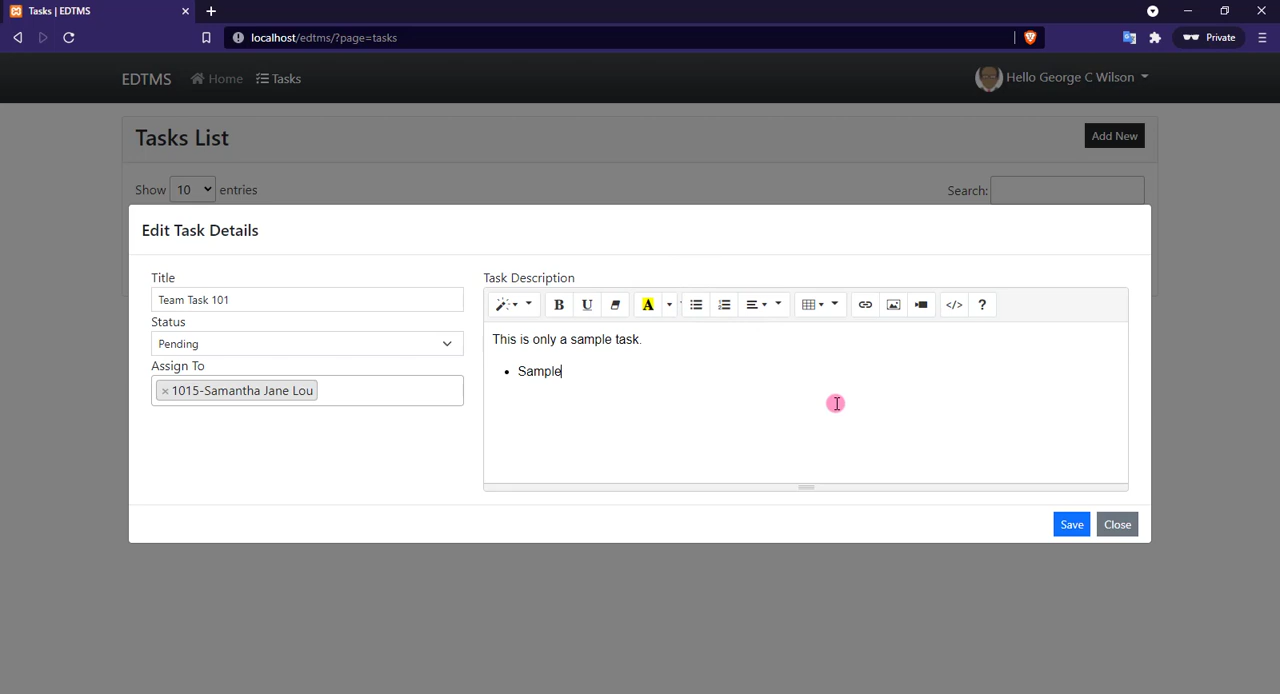 Tasks | EDTMS
localhost/edtms/?page=tasks
Private
EDTMS Home Tasks
Hello George C Wilson
Tasks List
Add New
Show 10 entries
Search:
Edit Task Details
Title
Team Task 101
Status
Pending
Assign To
× 1015-Samantha Jane Lou
Task Description
B U A </> ?
This is only a sample task.
• Sample
Save Close